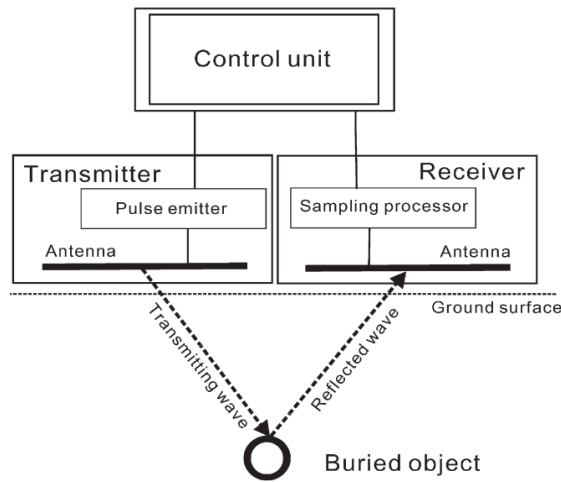 Control unit
Transmitter
Receiver
Pulse emitter
Sampling processor
Antenna
Antenna
Ground surface
Transmitting wave
Reflected wave
Buried object